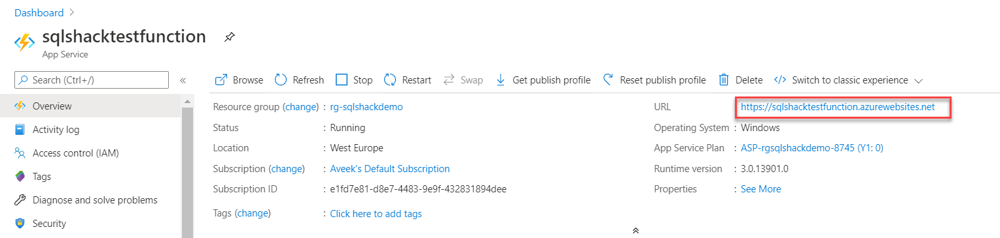 Dashboard
sqlshacktestfunction
App Service
Search (Ctrl+/)
Browse Refresh Stop Restart Swap Get publish profile Reset publish profile Delete Switch to classic experience
Overview
Activity log
Access control (IAM)
Tags
Diagnose and solve problems
Security
Resource group (change) : rg-sqlshackdemo
Status : Running
Location : West Europe
Subscription (change) : Aveek's Default Subscription
Subscription ID : e1fd7e81-d8e7-4483-9e9f-432831894dee
Tags (change) : Click here to add tags
URL : https://sqlshacktestfunction.azurewebsites.net
Operating System : Windows
App Service Plan : ASP-rgsqlshackdemo-8745 (Y1: 0)
Runtime version : 3.0.13901.0
Properties : See More